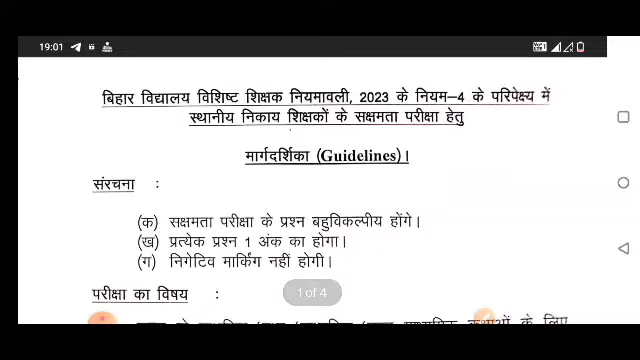 19:01
बिहार विद्यालय विशिष्ट शिक्षक नियमावली, 2023 के नियम–4 के परिपेक्ष्य में
स्थानीय निकाय शिक्षकों के सक्षमता परीक्षा हेतु
मार्गदर्शिका (Guidelines)।
संरचना :
(क) सक्षमता परीक्षा के प्रश्न बहुविकल्पीय होंगे।
(ख) प्रत्येक प्रश्न 1 अंक का होगा।
(ग) निगेटिव मार्किंग नहीं होगी।
परीक्षा का विषय :
1 of 4
कक्षाओं के लिए